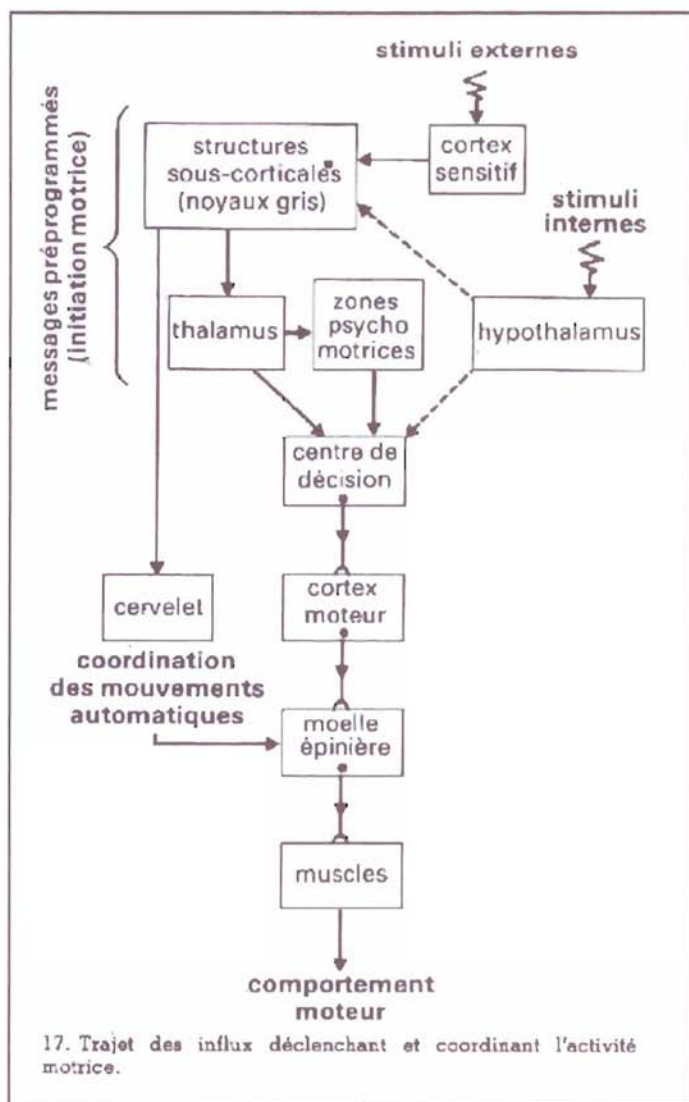 stimuli externes
messages préprogrammés
(initiation motrice)
structures
sous-corticales
(noyaux gris)
cortex
sensitif
stimuli
internes
thalamus
zones
psycho
motrices
hypothalamus
centre de
décision
cervelet
cortex
moteur
coordination
des mouvements
automatiques
moelle
épinière
muscles
comportement
moteur
17. Trajet des influx déclenchant et coordinant l'activité
motrice.